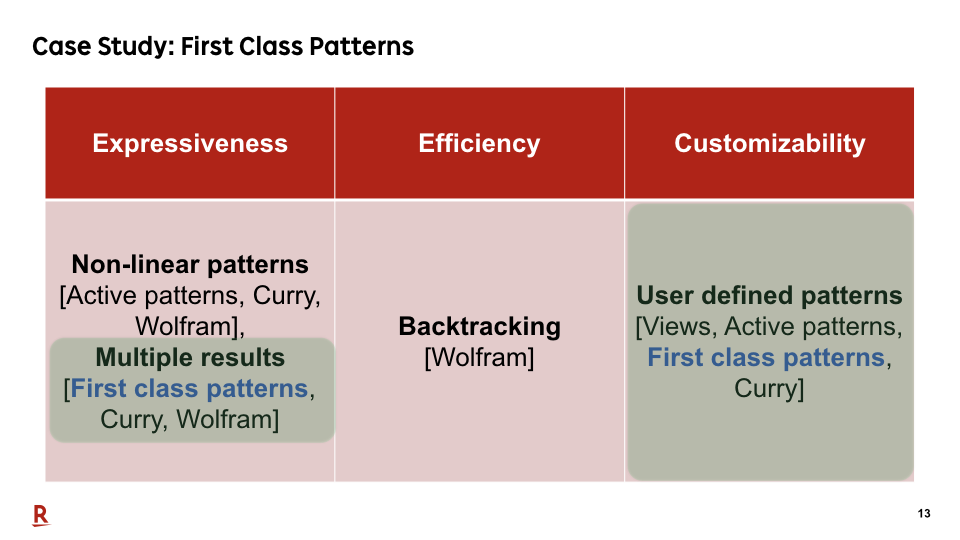 Case Study: First Class Patterns
Expressiveness
Efficiency
Customizability
Non-linear patterns
[Active patterns, Curry,
Wolfram],
Multiple results
[First class patterns,
Curry, Wolfram]
Backtracking
[Wolfram]
User defined patterns
[Views, Active patterns,
First class patterns,
Curry]
R
13